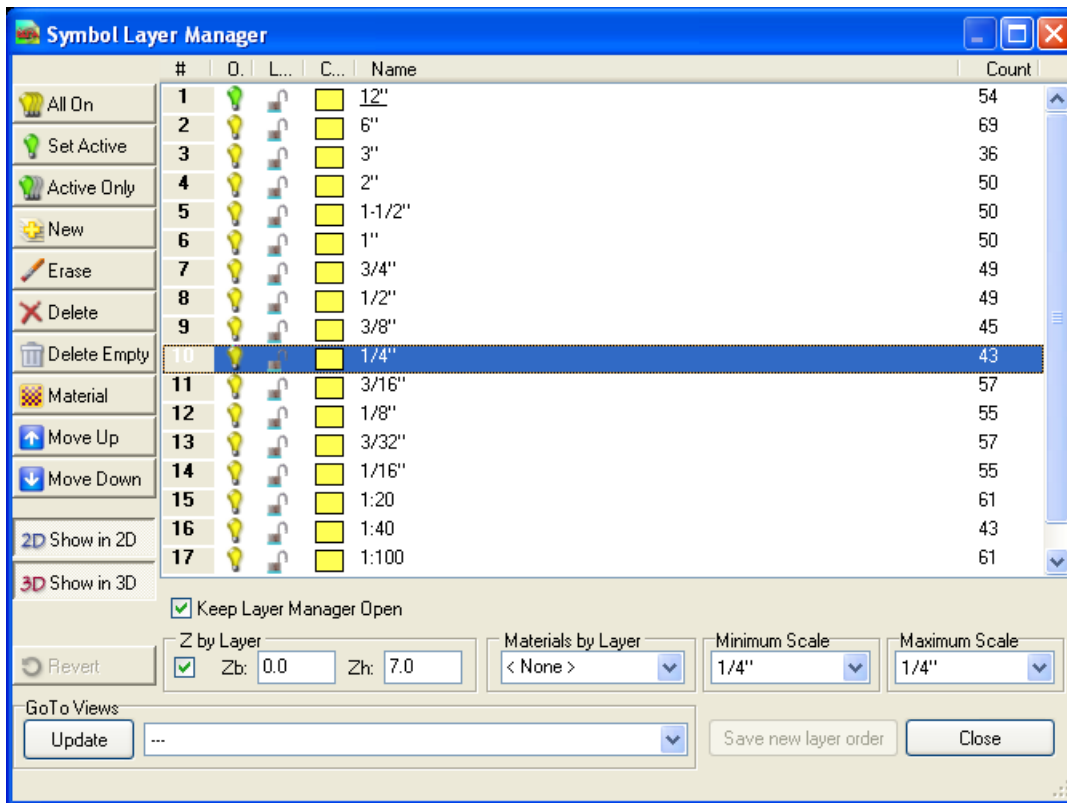 Symbol Layer Manager
# O. L... C... Name Count
All On
Set Active
Active Only
New
Erase
Delete
Delete Empty
Material
Move Up
Move Down
2D Show in 2D
3D Show in 3D
Revert
1 12" 54
2 6" 69
3 3" 36
4 2" 50
5 1-1/2" 50
6 1" 50
7 3/4" 49
8 1/2" 49
9 3/8" 45
10 1/4" 43
11 3/16" 57
12 1/8" 55
13 3/32" 57
14 1/16" 55
15 1:20 61
16 1:40 43
17 1:100 61
Keep Layer Manager Open
Z by Layer
Zb: 0.0 Zh: 7.0
Materials by Layer
< None >
Minimum Scale
1/4"
Maximum Scale
1/4"
GoTo Views
Update ---
Save new layer order
Close